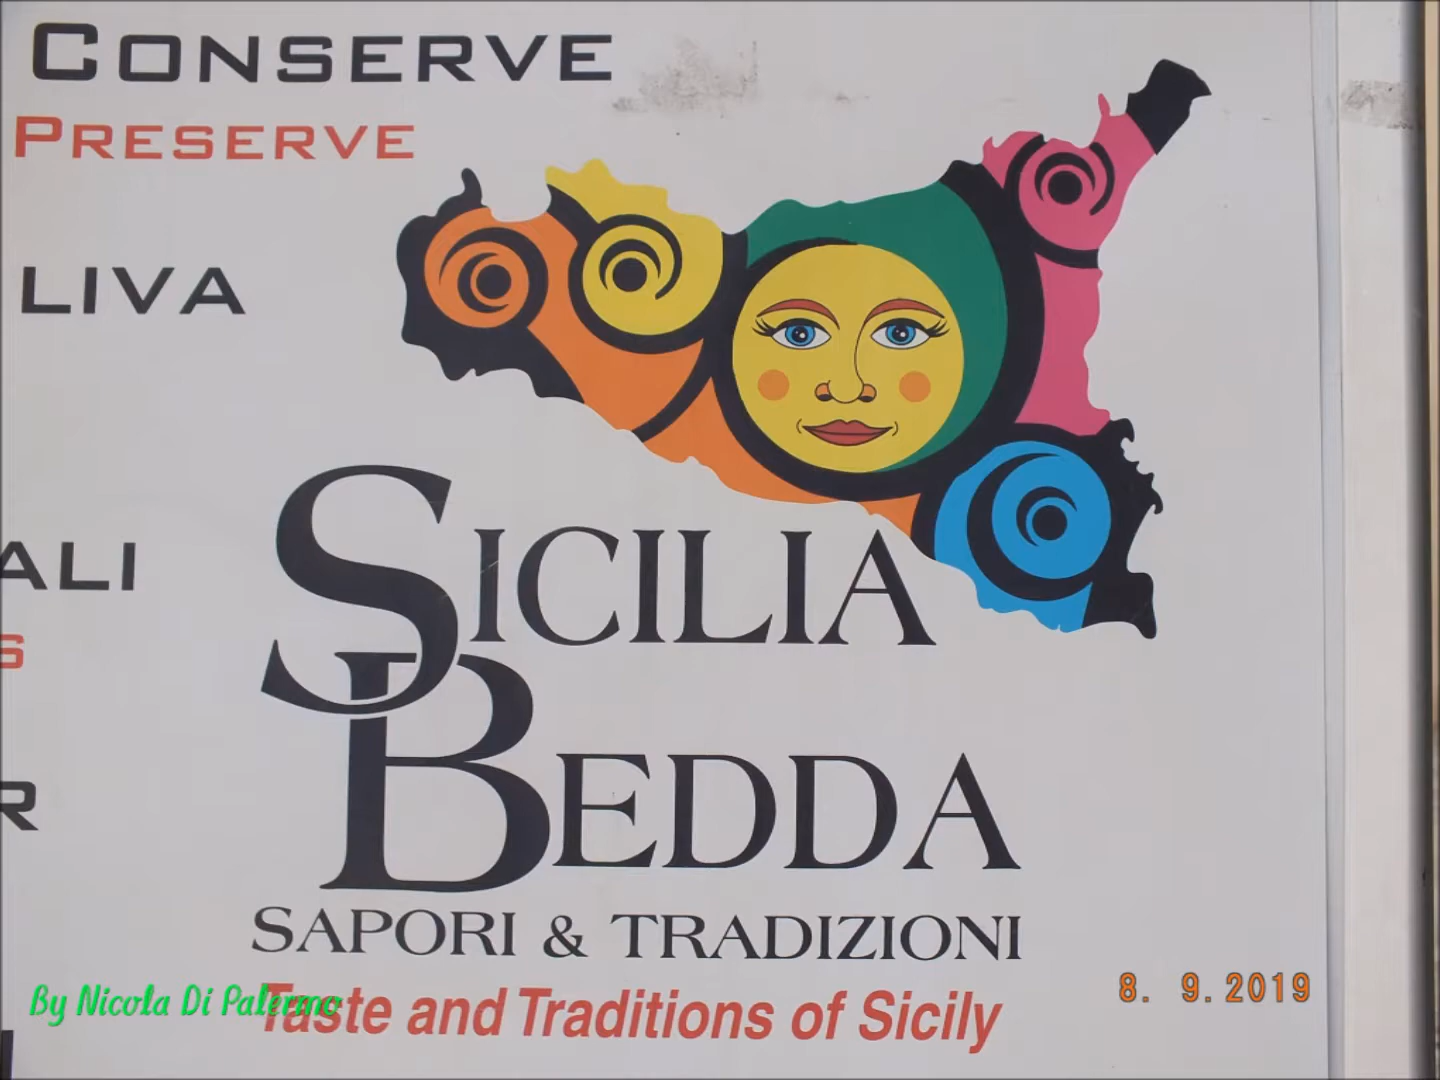 CONSERVE
PRESERVE
LIVA
ALI
S
R
SICILIA
BEDDA
SAPORI & TRADIZIONI
Taste and Traditions of Sicily
By Nicola Di Palermo
8. 9.2019